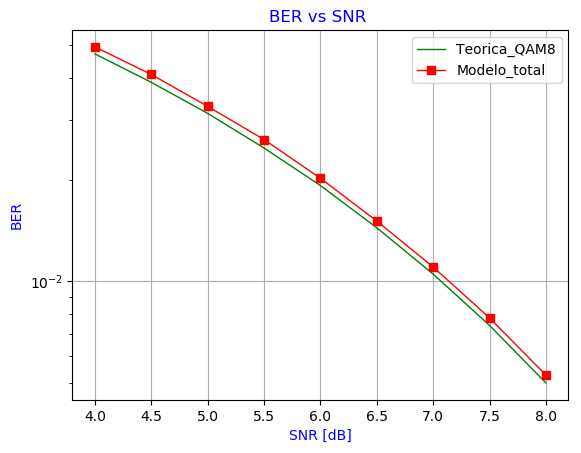 BER vs SNR
Teorica_QAM8
Modelo_total
BER
10⁻²
4.0 4.5 5.0 5.5 6.0 6.5 7.0 7.5 8.0
SNR [dB]